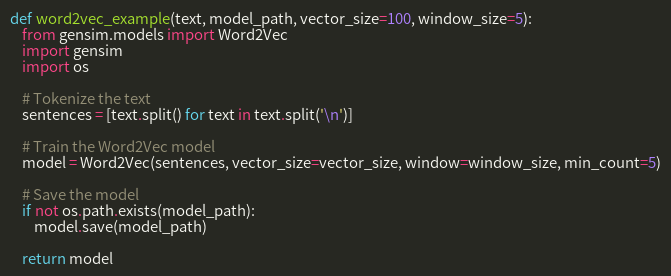 def word2vec_example(text, model_path, vector_size=100, window_size=5):
    from gensim.models import Word2Vec
    import gensim
    import os

    # Tokenize the text
    sentences = [text.split() for text in text.split('\n')]

    # Train the Word2Vec model
    model = Word2Vec(sentences, vector_size=vector_size, window=window_size, min_count=5)

    # Save the model
    if not os.path.exists(model_path):
        model.save(model_path)

    return model